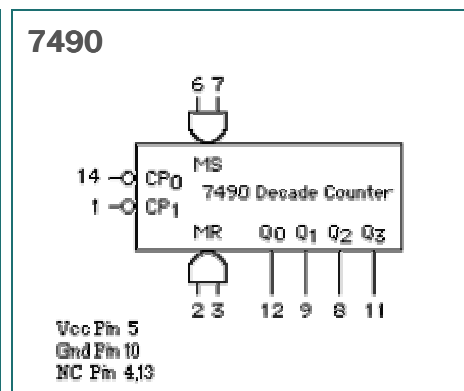 7490
6 7
MS
14 CP0
7490 Decade Counter
1 CP1
MR Q0 Q1 Q2 Q3
2 3 12 9 8 11
Vcc Pin 5
Gnd Pin 10
NC Pin 4,13